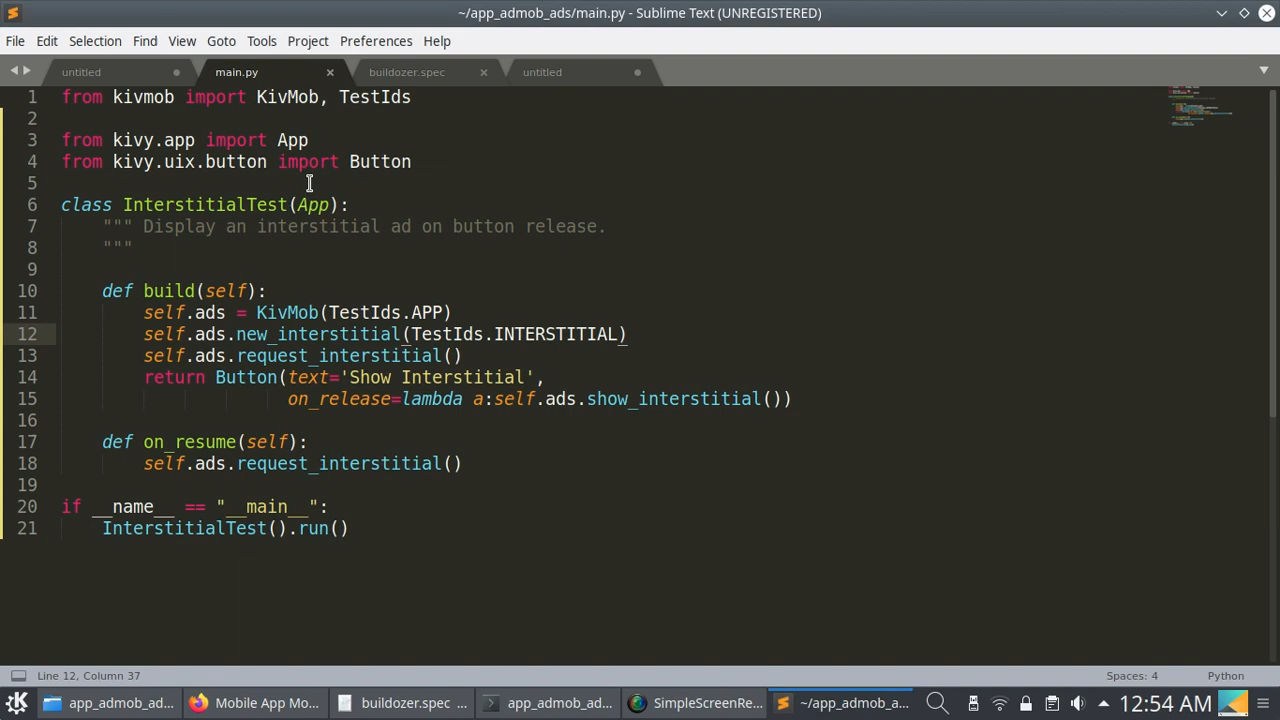 ~/app_admob_ads/main.py - Sublime Text (UNREGISTERED)
File Edit Selection Find View Goto Tools Project Preferences Help
untitled main.py buildozer.spec untitled
1 from kivmob import KivMob, TestIds
2
3 from kivy.app import App
4 from kivy.uix.button import Button
5
6 class InterstitialTest(App):
7     """ Display an interstitial ad on button release.
8     """
9
10     def build(self):
11         self.ads = KivMob(TestIds.APP)
12         self.ads.new_interstitial(TestIds.INTERSTITIAL)
13         self.ads.request_interstitial()
14         return Button(text='Show Interstitial',
15                       on_release=lambda a:self.ads.show_interstitial())
16
17     def on_resume(self):
18         self.ads.request_interstitial()
19
20 if __name__ == "__main__":
21     InterstitialTest().run()
Line 12, Column 37 Spaces: 4 Python
app_admob_ad... Mobile App Mo... buildozer.spec ... app_admob_ad... SimpleScreenRe... ~/app_admob_a... 12:54 AM